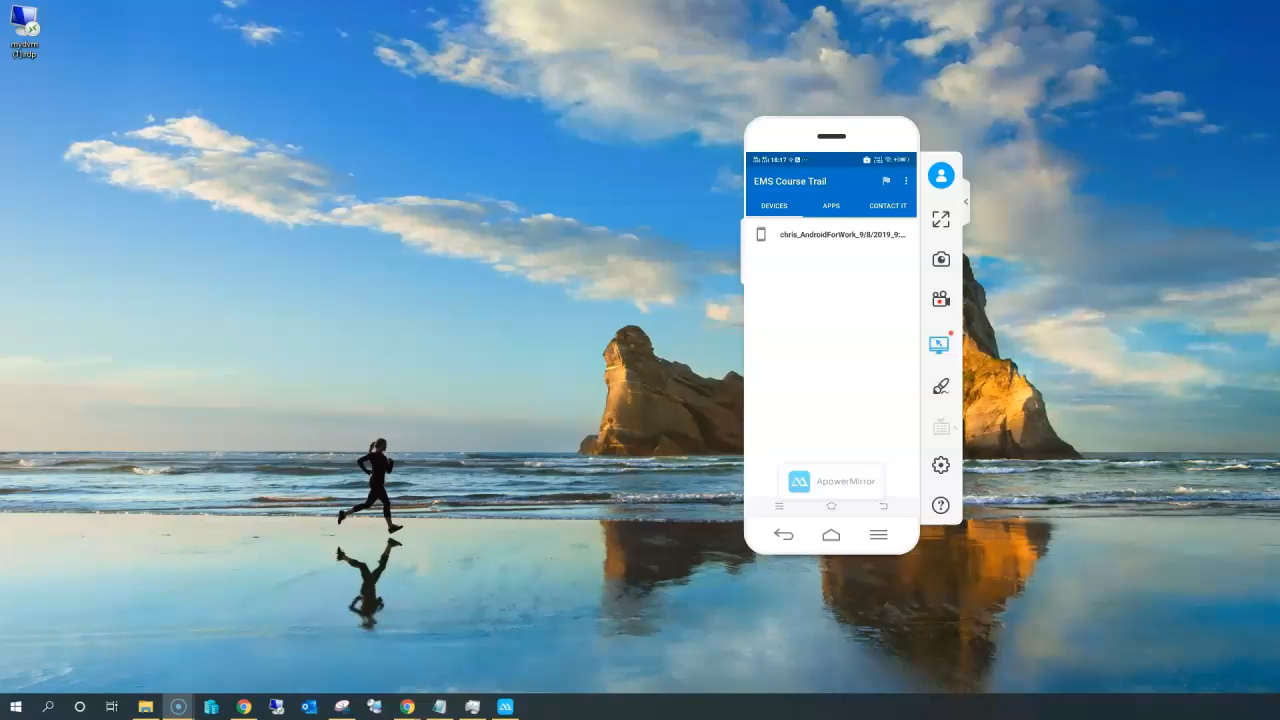 mydvm
(1).rdp
18:17
EMS Course Trail
DEVICES APPS CONTACT IT
chris_AndroidForWork_9/8/2019_9:...
ApowerMirror